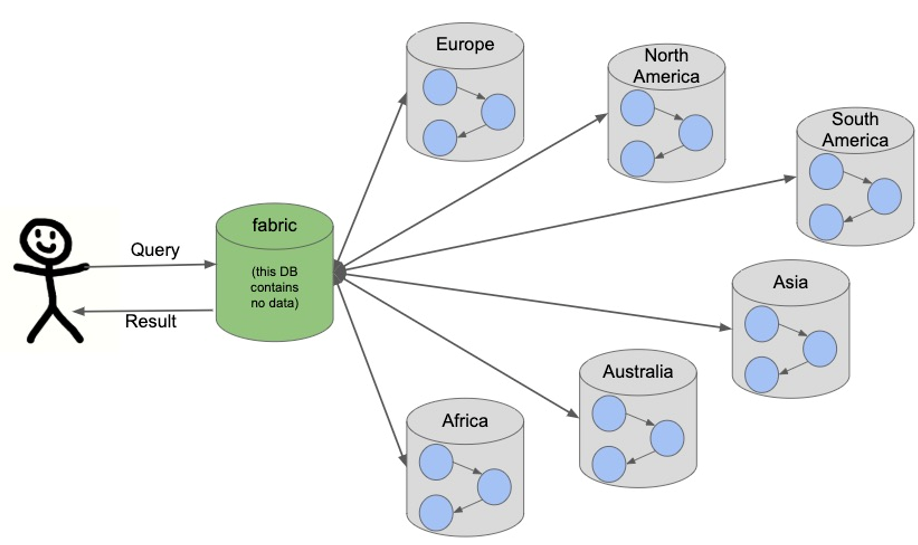 Europe
North
America
South
America
fabric
(this DB
contains
no data)
Query
Result
Asia
Australia
Africa